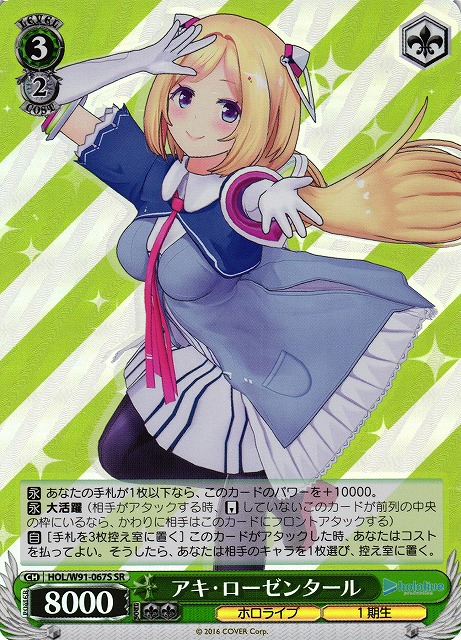 LEVEL
3
2
COST
永 あなたの手札が1枚以下なら、このカードのパワーを+10000。
永 大活躍 (相手がアタックする時、していないこのカードが前列の中央
の枠にいるなら、かわりに相手はこのカードにフロントアタックする)
自 [手札を3枚控え室に置く] このカードがアタックした時、あなたはコスト
を払ってよい。そうしたら、あなたは相手のキャラを1枚選び、控え室に置く。
CH HOL/W91-067S SR
アキ・ローゼンタール
hololive
POWER
8000
SOUL
ホロライブ
1期生
© 2016 COVER Corp.